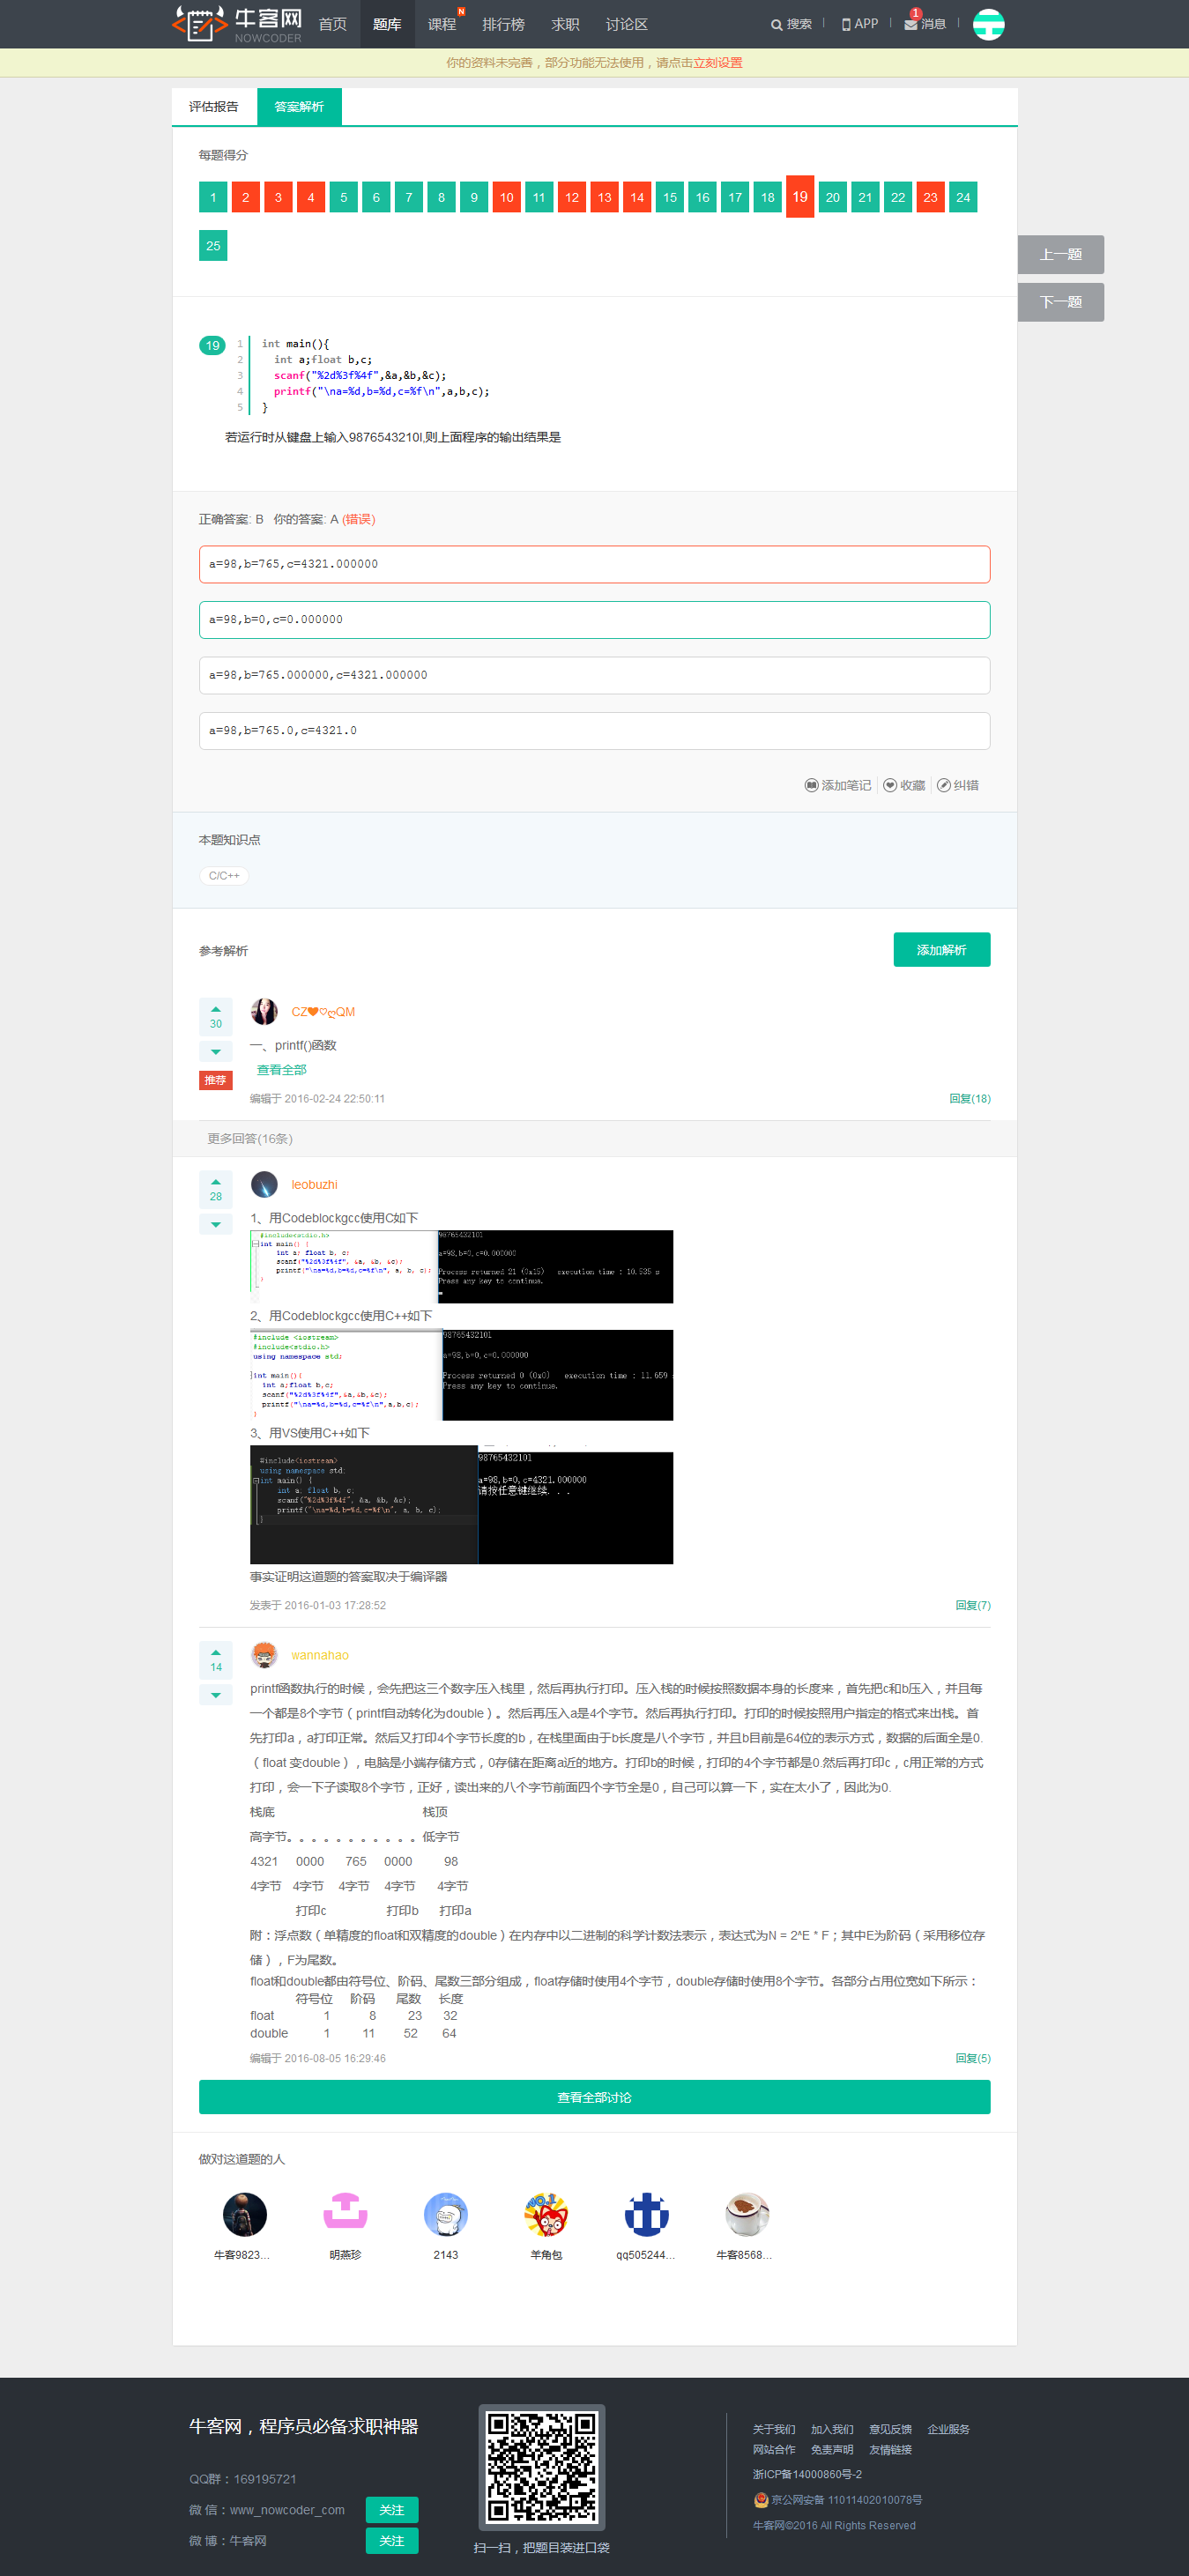 牛客网
NOWCODER
首页 题库 课程 N 排行榜 求职 讨论区 搜索 APP 1 消息
你的资料未完善，部分功能无法使用，请点击立刻设置
评估报告 答案解析
每题得分
1 2 3 4 5 6 7 8 9 10 11 12 13 14 15 16 17 18 19 20 21 22 23 24
25
上一题
下一题
19
1 int main(){
2 int a;float b,c;
3 scanf("%2d%3f%4f",&a,&b,&c);
4 printf("\na=%d,b=%d,c=%f\n",a,b,c);
5 }
若运行时从键盘上输入9876543210l,则上面程序的输出结果是
正确答案: B 你的答案: A (错误)
a=98,b=765,c=4321.000000
a=98,b=0,c=0.000000
a=98,b=765.000000,c=4321.000000
a=98,b=765.0,c=4321.0
添加笔记 收藏 纠错
本题知识点
C/C++
参考解析 添加解析
30
CZ❤♡ღQM
一、printf()函数
查看全部
推荐
编辑于 2016-02-24 22:50:11 回复(18)
更多回答(16条)
28
leobuzhi
1、用Codeblockgcc使用C如下
#include<stdio.h>
int main() {
int a; float b, c;
scanf("%2d%3f%4f", &a, &b, &c);
printf("\na=%d,b=%d,c=%f\n", a, b, c);
}
98765432101
a=98,b=0,c=0.000000
Process returned 21 (0x15) execution time : 10.535 s
Press any key to continue.
2、用Codeblockgcc使用C++如下
#include <iostream>
#include<stdio.h>
using namespace std;
int main(){
int a;float b,c;
scanf("%2d%3f%4f",&a,&b,&c);
printf("\na=%d,b=%d,c=%f\n",a,b,c);
}
98765432101
a=98,b=0,c=0.000000
Process returned 0 (0x0) execution time : 11.659 s
Press any key to continue.
3、用VS使用C++如下
#include<iostream>
using namespace std;
int main() {
int a; float b, c;
scanf("%2d%3f%4f", &a, &b, &c);
printf("\na=%d,b=%d,c=%f\n", a, b, c);
}
98765432101
a=98,b=0,c=4321.000000
请按任意键继续. . .
事实证明这道题的答案取决于编译器
发表于 2016-01-03 17:28:52 回复(7)
14
wannahao
printf函数执行的时候，会先把这三个数字压入栈里，然后再执行打印。压入栈的时候按照数据本身的长度来，首先把c和b压入，并且每
一个都是8个字节（printf自动转化为double）。然后再压入a是4个字节。然后再执行打印。打印的时候按照用户指定的格式来出栈。首
先打印a，a打印正常。然后又打印4个字节长度的b，在栈里面由于b长度是八个字节，并且b目前是64位的表示方式，数据的后面全是0.
（float 变double），电脑是小端存储方式，0存储在距离a近的地方。打印b的时候，打印的4个字节都是0.然后再打印c，c用正常的方式
打印，会一下子读取8个字节，正好，读出来的八个字节前面四个字节全是0，自己可以算一下，实在太小了，因此为0.
栈底 栈顶
高字节。。。。。。。。。。。低字节
4321 0000 765 0000 98
4字节 4字节 4字节 4字节 4字节
打印c 打印b 打印a
附：浮点数（单精度的float和双精度的double）在内存中以二进制的科学计数法表示，表达式为N = 2^E * F；其中E为阶码（采用移位存
储），F为尾数。
float和double都由符号位、阶码、尾数三部分组成，float存储时使用4个字节，double存储时使用8个字节。各部分占用位宽如下所示：
符号位 阶码 尾数 长度
float 1 8 23 32
double 1 11 52 64
编辑于 2016-08-05 16:29:46 回复(5)
查看全部讨论
做对这道题的人
NO.1
牛客9823... 明燕珍 2143 羊角包 qq505244... 牛客8568...
牛客网，程序员必备求职神器
QQ群：169195721
微 信：www_nowcoder_com 关注
微 博：牛客网 关注
扫一扫，把题目装进口袋
关于我们 加入我们 意见反馈 企业服务
网站合作 免责声明 友情链接
浙ICP备14000860号-2
京公网安备 11011402010078号
牛客网©2016 All Rights Reserved